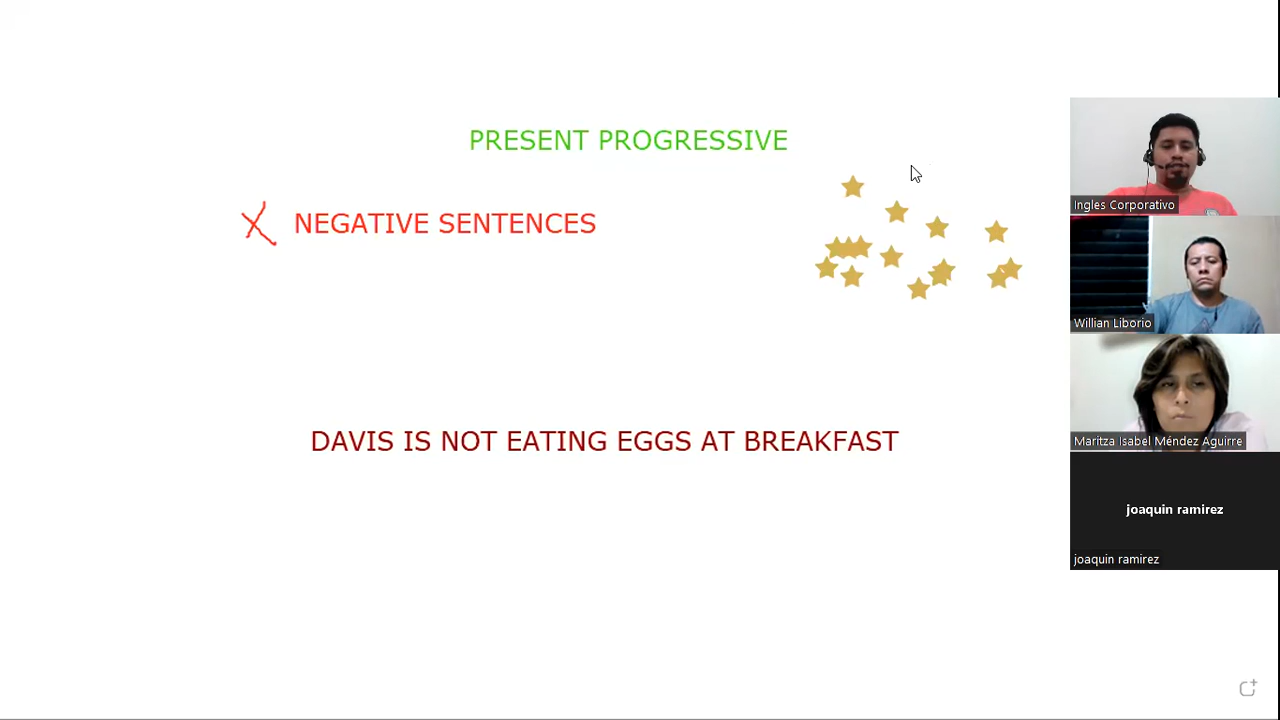 PRESENT PROGRESSIVE
X NEGATIVE SENTENCES
DAVIS IS NOT EATING EGGS AT BREAKFAST
Ingles Corporativo
Willian Liborio
Maritza Isabel Méndez Aguirre
joaquin ramirez
joaquin ramirez